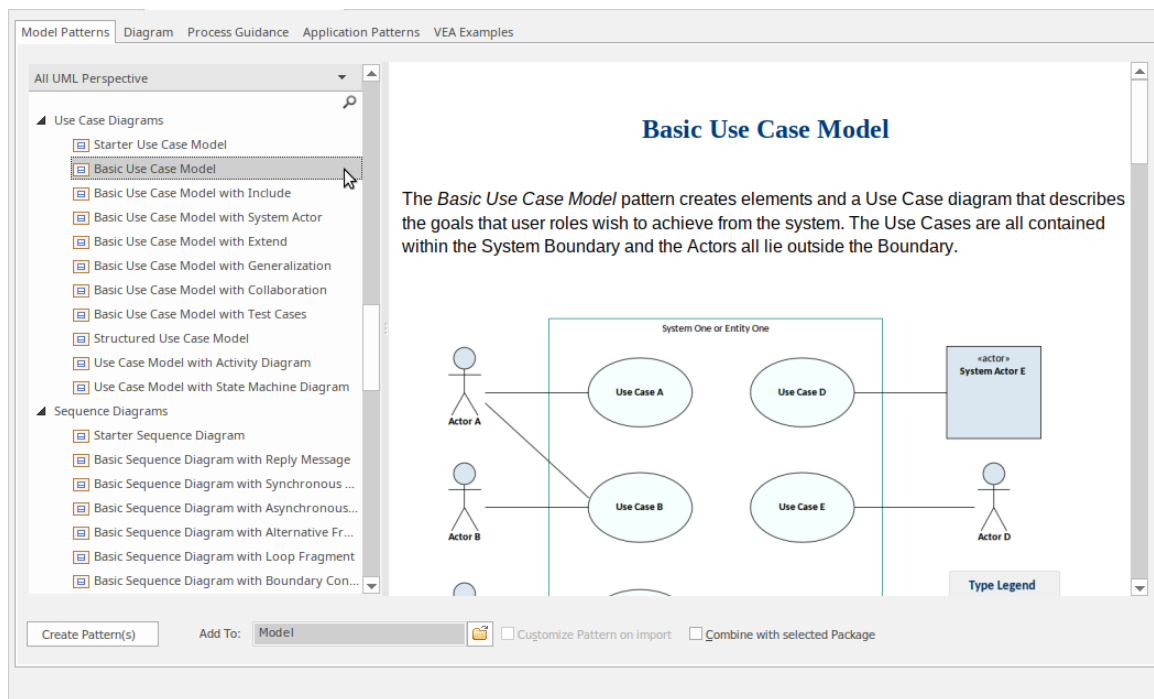 Model Patterns Diagram Process Guidance Application Patterns VEA Examples
All UML Perspective
Use Case Diagrams
Starter Use Case Model
Basic Use Case Model
Basic Use Case Model with Include
Basic Use Case Model with System Actor
Basic Use Case Model with Extend
Basic Use Case Model with Generalization
Basic Use Case Model with Collaboration
Basic Use Case Model with Test Cases
Structured Use Case Model
Use Case Model with Activity Diagram
Use Case Model with State Machine Diagram
Sequence Diagrams
Starter Sequence Diagram
Basic Sequence Diagram with Reply Message
Basic Sequence Diagram with Synchronous ...
Basic Sequence Diagram with Asynchronous...
Basic Sequence Diagram with Alternative Fr...
Basic Sequence Diagram with Loop Fragment
Basic Sequence Diagram with Boundary Con...
Basic Use Case Model
The Basic Use Case Model pattern creates elements and a Use Case diagram that describes
the goals that user roles wish to achieve from the system. The Use Cases are all contained
within the System Boundary and the Actors all lie outside the Boundary.
System One or Entity One
«actor»
System Actor E
Use Case A
Use Case D
Actor A
Use Case B
Use Case E
Actor B
Actor D
Type Legend
Create Pattern(s)
Add To:
Model
Customize Pattern on import
Combine with selected Package